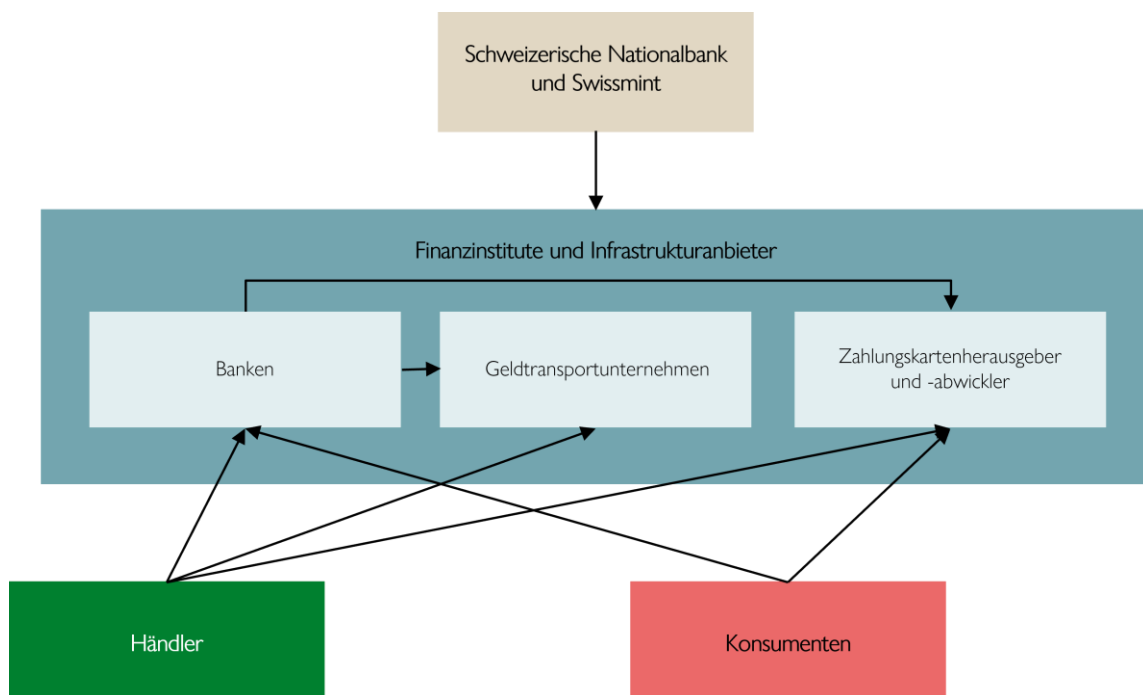 Schweizerische Nationalbank
und Swissmint
Finanzinstitute und Infrastrukturanbieter
Banken
Geldtransportunternehmen
Zahlungskartenherausgeber
und -abwickler
Händler
Konsumenten